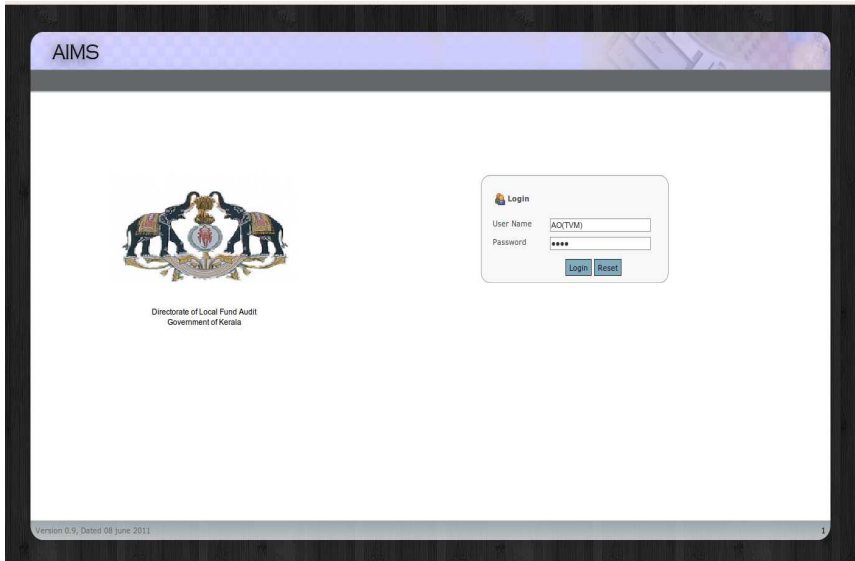 AIMS
Login
User Name AO(TVM)
Password ••••
Login Reset
Directorate of Local Fund Audit
Government of Kerala
Version 0.9, Dated 08 june 2011 1